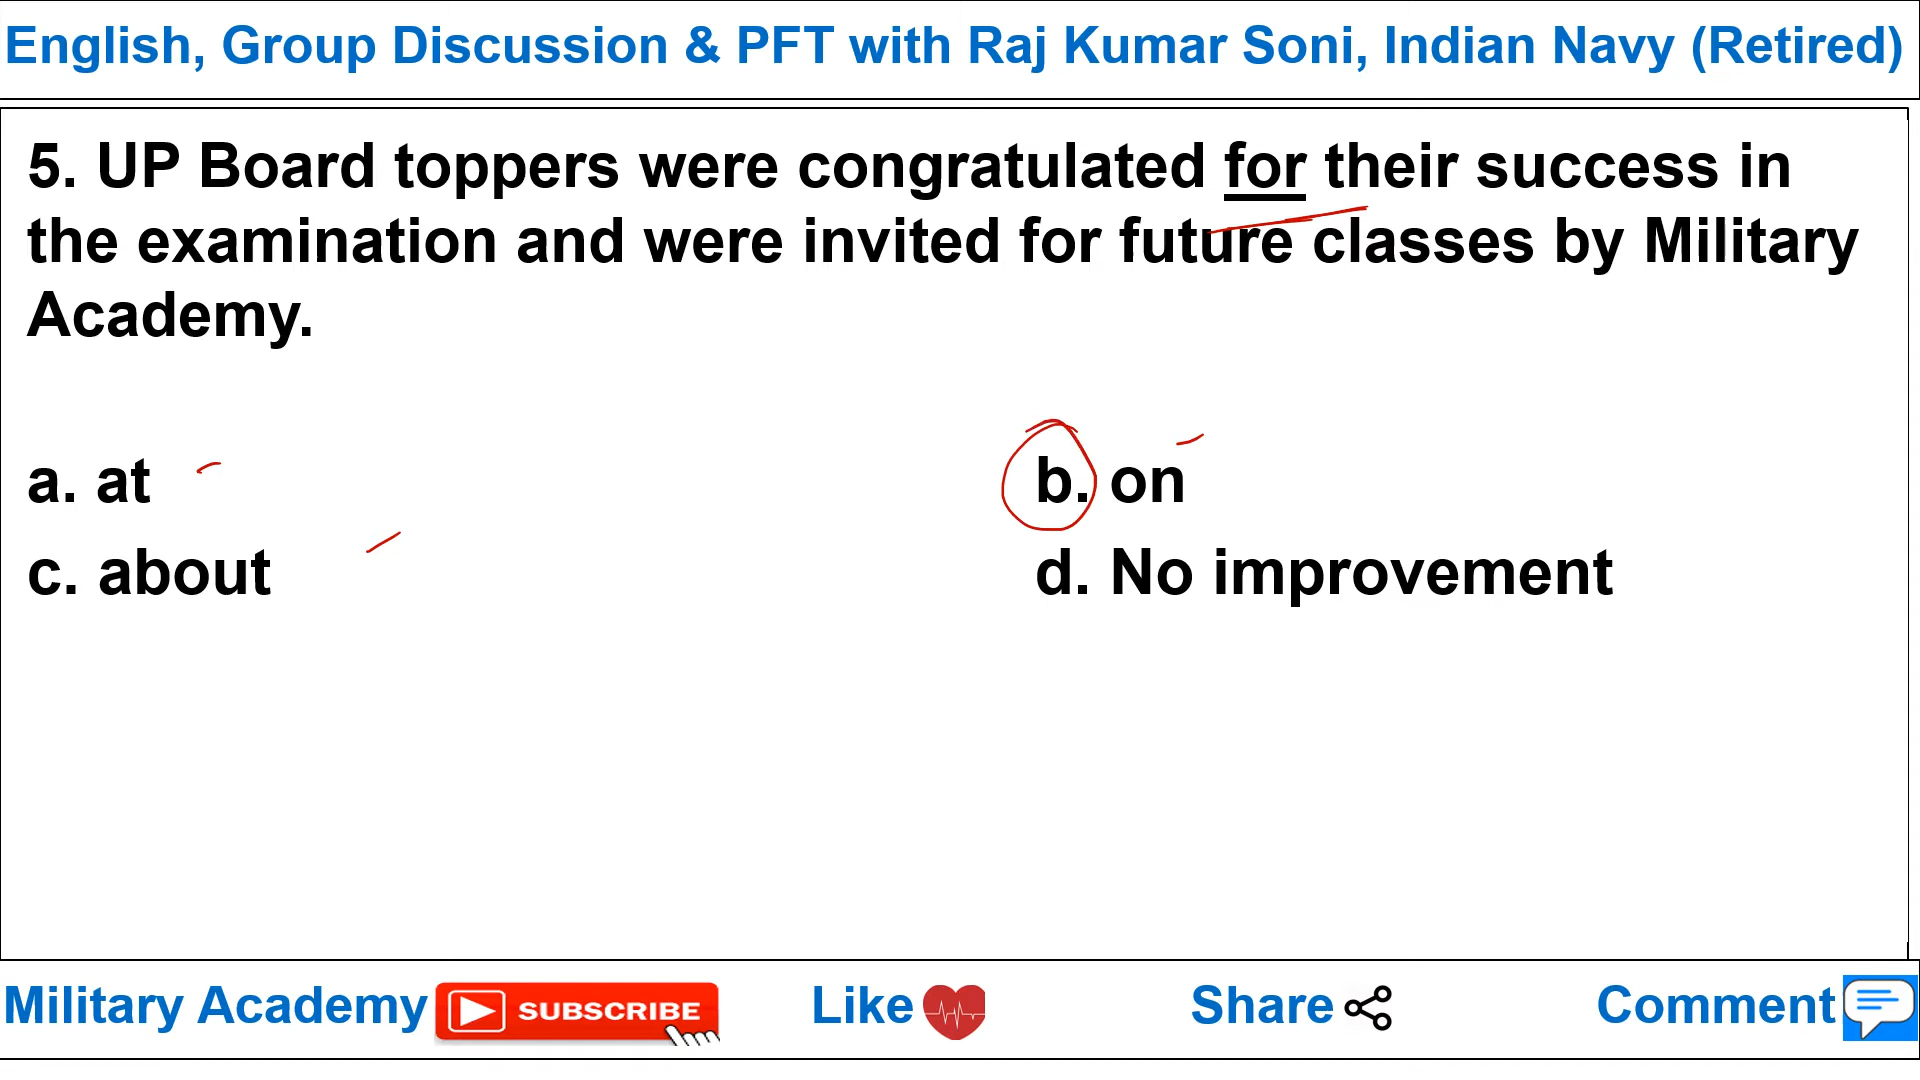 English, Group Discussion & PFT with Raj Kumar Soni, Indian Navy (Retired)
5. UP Board toppers were congratulated for their success in
the examination and were invited for future classes by Military
Academy.
a. at
b. on
c. about
d. No improvement
Military Academy SUBSCRIBE Like Share Comment